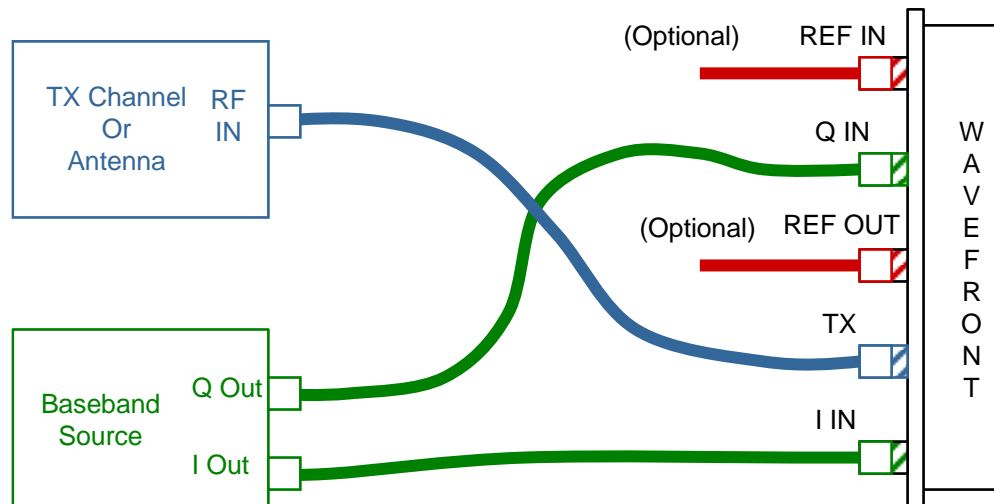 TX Channel
Or
Antenna
RF
IN
(Optional)
REF IN
Q IN
(Optional)
REF OUT
TX
I IN
Baseband
Source
Q Out
I Out
WAVEFRONT